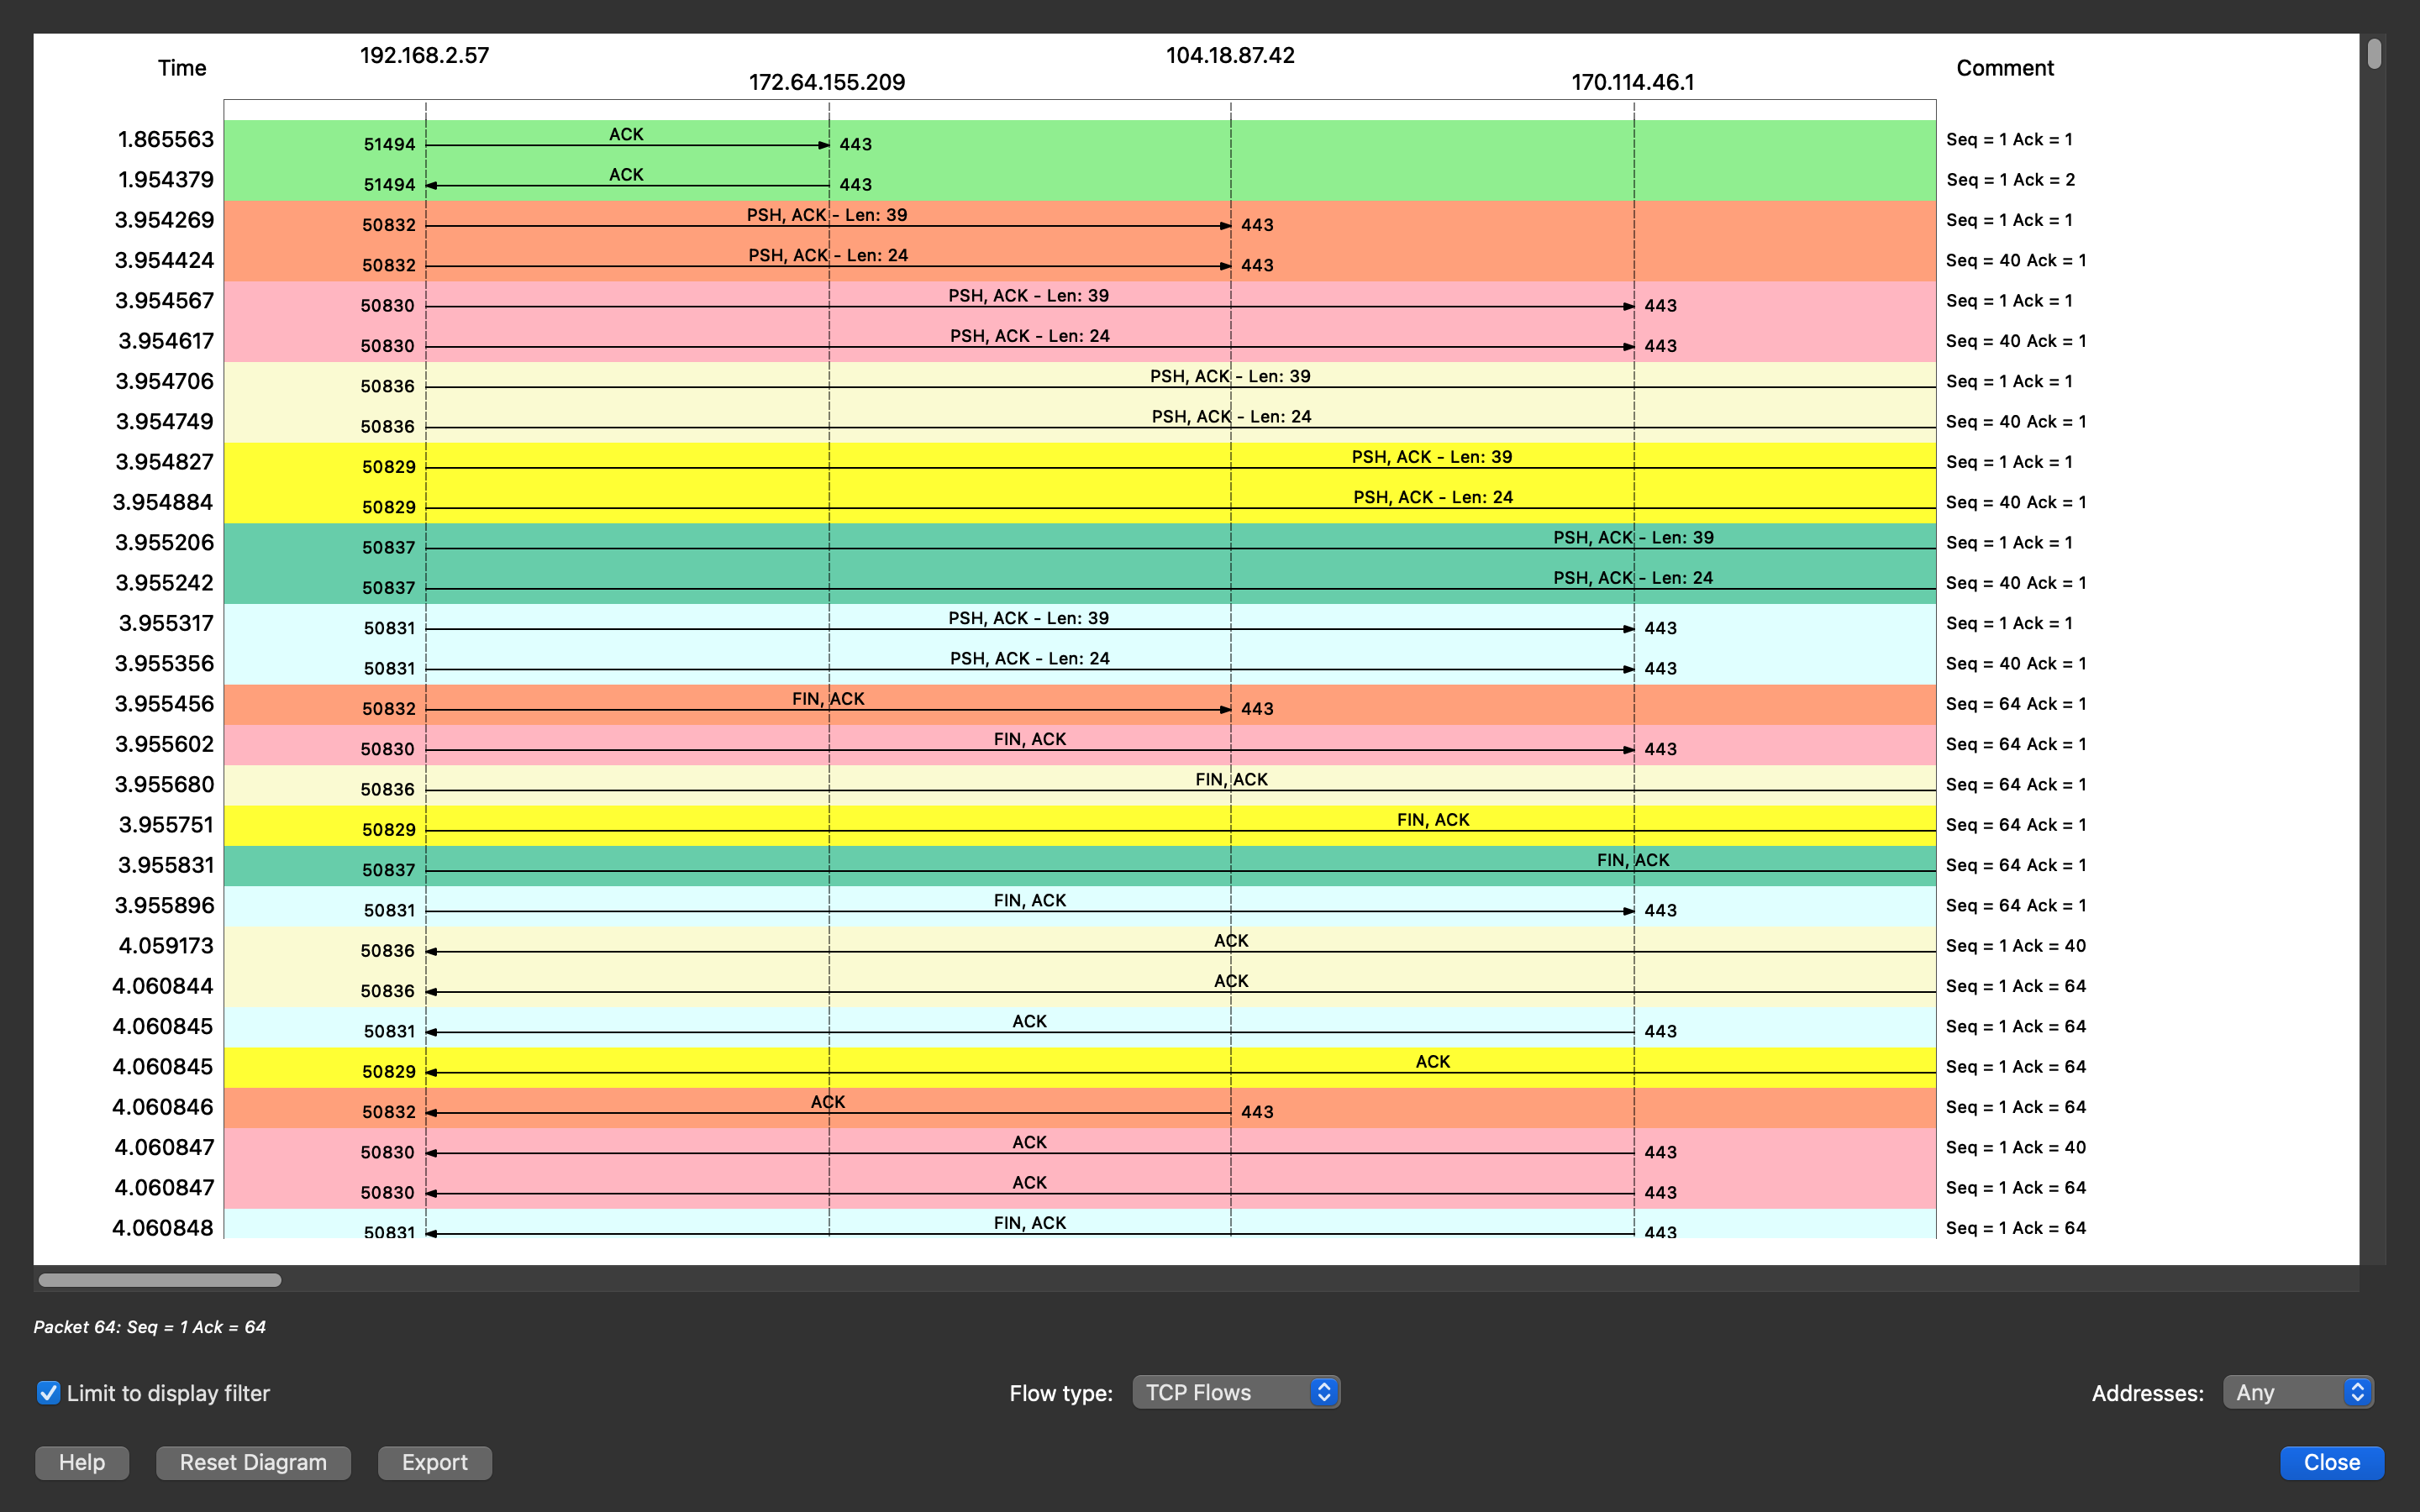 192.168.2.57 104.18.87.42
Time Comment
172.64.155.209 170.114.46.1
1.865563 51494 ACK 443 Seq = 1 Ack = 1
1.954379 51494 ACK 443 Seq = 1 Ack = 2
3.954269 50832 PSH, ACK - Len: 39 443 Seq = 1 Ack = 1
3.954424 50832 PSH, ACK - Len: 24 443 Seq = 40 Ack = 1
3.954567 50830 PSH, ACK - Len: 39 443 Seq = 1 Ack = 1
3.954617 50830 PSH, ACK - Len: 24 443 Seq = 40 Ack = 1
3.954706 50836 PSH, ACK - Len: 39 Seq = 1 Ack = 1
3.954749 50836 PSH, ACK - Len: 24 Seq = 40 Ack = 1
3.954827 50829 PSH, ACK - Len: 39 Seq = 1 Ack = 1
3.954884 50829 PSH, ACK - Len: 24 Seq = 40 Ack = 1
3.955206 50837 PSH, ACK - Len: 39 Seq = 1 Ack = 1
3.955242 50837 PSH, ACK - Len: 24 Seq = 40 Ack = 1
3.955317 50831 PSH, ACK - Len: 39 443 Seq = 1 Ack = 1
3.955356 50831 PSH, ACK - Len: 24 443 Seq = 40 Ack = 1
3.955456 50832 FIN, ACK 443 Seq = 64 Ack = 1
3.955602 50830 FIN, ACK 443 Seq = 64 Ack = 1
3.955680 50836 FIN, ACK Seq = 64 Ack = 1
3.955751 50829 FIN, ACK Seq = 64 Ack = 1
3.955831 50837 FIN, ACK Seq = 64 Ack = 1
3.955896 50831 FIN, ACK 443 Seq = 64 Ack = 1
4.059173 50836 ACK Seq = 1 Ack = 40
4.060844 50836 ACK Seq = 1 Ack = 64
4.060845 50831 ACK 443 Seq = 1 Ack = 64
4.060845 50829 ACK Seq = 1 Ack = 64
4.060846 50832 ACK 443 Seq = 1 Ack = 64
4.060847 50830 ACK 443 Seq = 1 Ack = 40
4.060847 50830 ACK 443 Seq = 1 Ack = 64
4.060848 50831 FIN, ACK 443 Seq = 1 Ack = 64
Packet 64: Seq = 1 Ack = 64
Limit to display filter Flow type: TCP Flows Addresses: Any
Help Reset Diagram Export Close